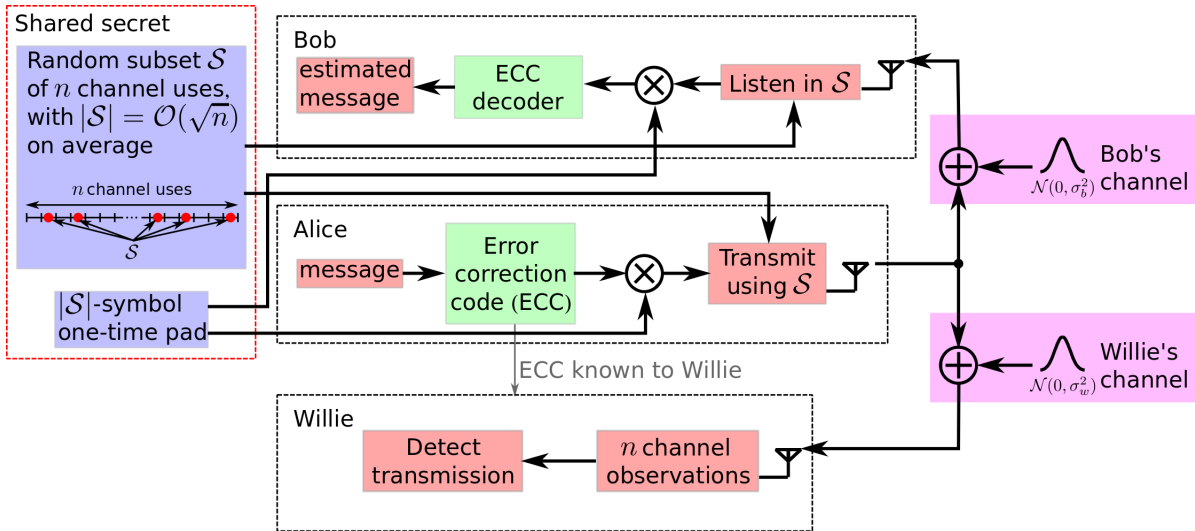 Shared secret
Random subset 𝒮
of n channel uses,
with |𝒮| = 𝒪(√n)
on average
n channel uses
...
𝒮
|𝒮|-symbol
one-time pad
Bob
estimated
message
ECC
decoder
Listen in 𝒮
Alice
message
Error
correction
code (ECC)
Transmit
using 𝒮
ECC known to Willie
Willie
Detect
transmission
n channel
observations
Bob's
channel
𝒩(0, σ_b^2)
Willie's
channel
𝒩(0, σ_w^2)